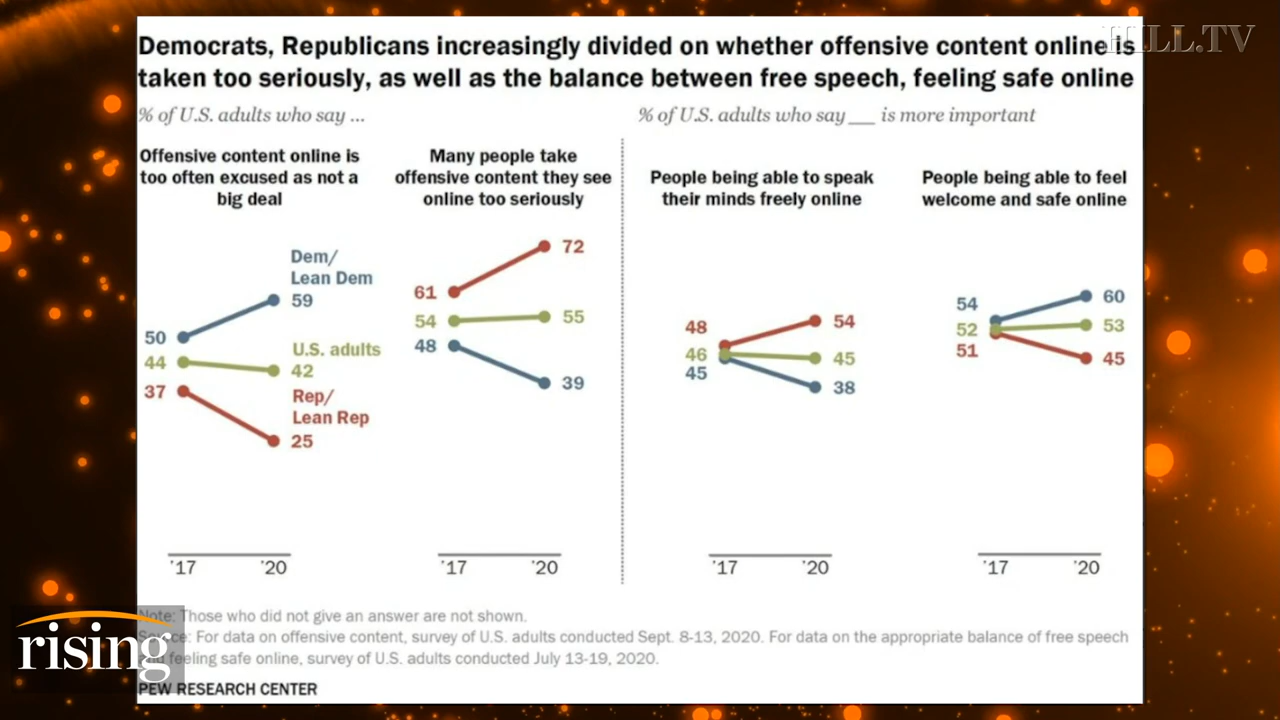 Democrats, Republicans increasingly divided on whether offensive content online is
HILL.TV
taken too seriously, as well as the balance between free speech, feeling safe online
% of U.S. adults who say ...
% of U.S. adults who say ___ is more important
Offensive content online is
too often excused as not a
big deal
Many people take
offensive content they see
online too seriously
People being able to speak
their minds freely online
People being able to feel
welcome and safe online
Dem/
Lean Dem
50
59
44
U.S. adults
42
37
Rep/
Lean Rep
25
'17
'20
61
72
54
55
48
39
'17
'20
48
54
46
45
45
38
'17
'20
54
60
52
53
51
45
'17
'20
Note: Those who did not give an answer are not shown.
Source: For data on offensive content, survey of U.S. adults conducted Sept. 8-13, 2020. For data on the appropriate balance of free speech
and feeling safe online, survey of U.S. adults conducted July 13-19, 2020.
PEW RESEARCH CENTER
rising